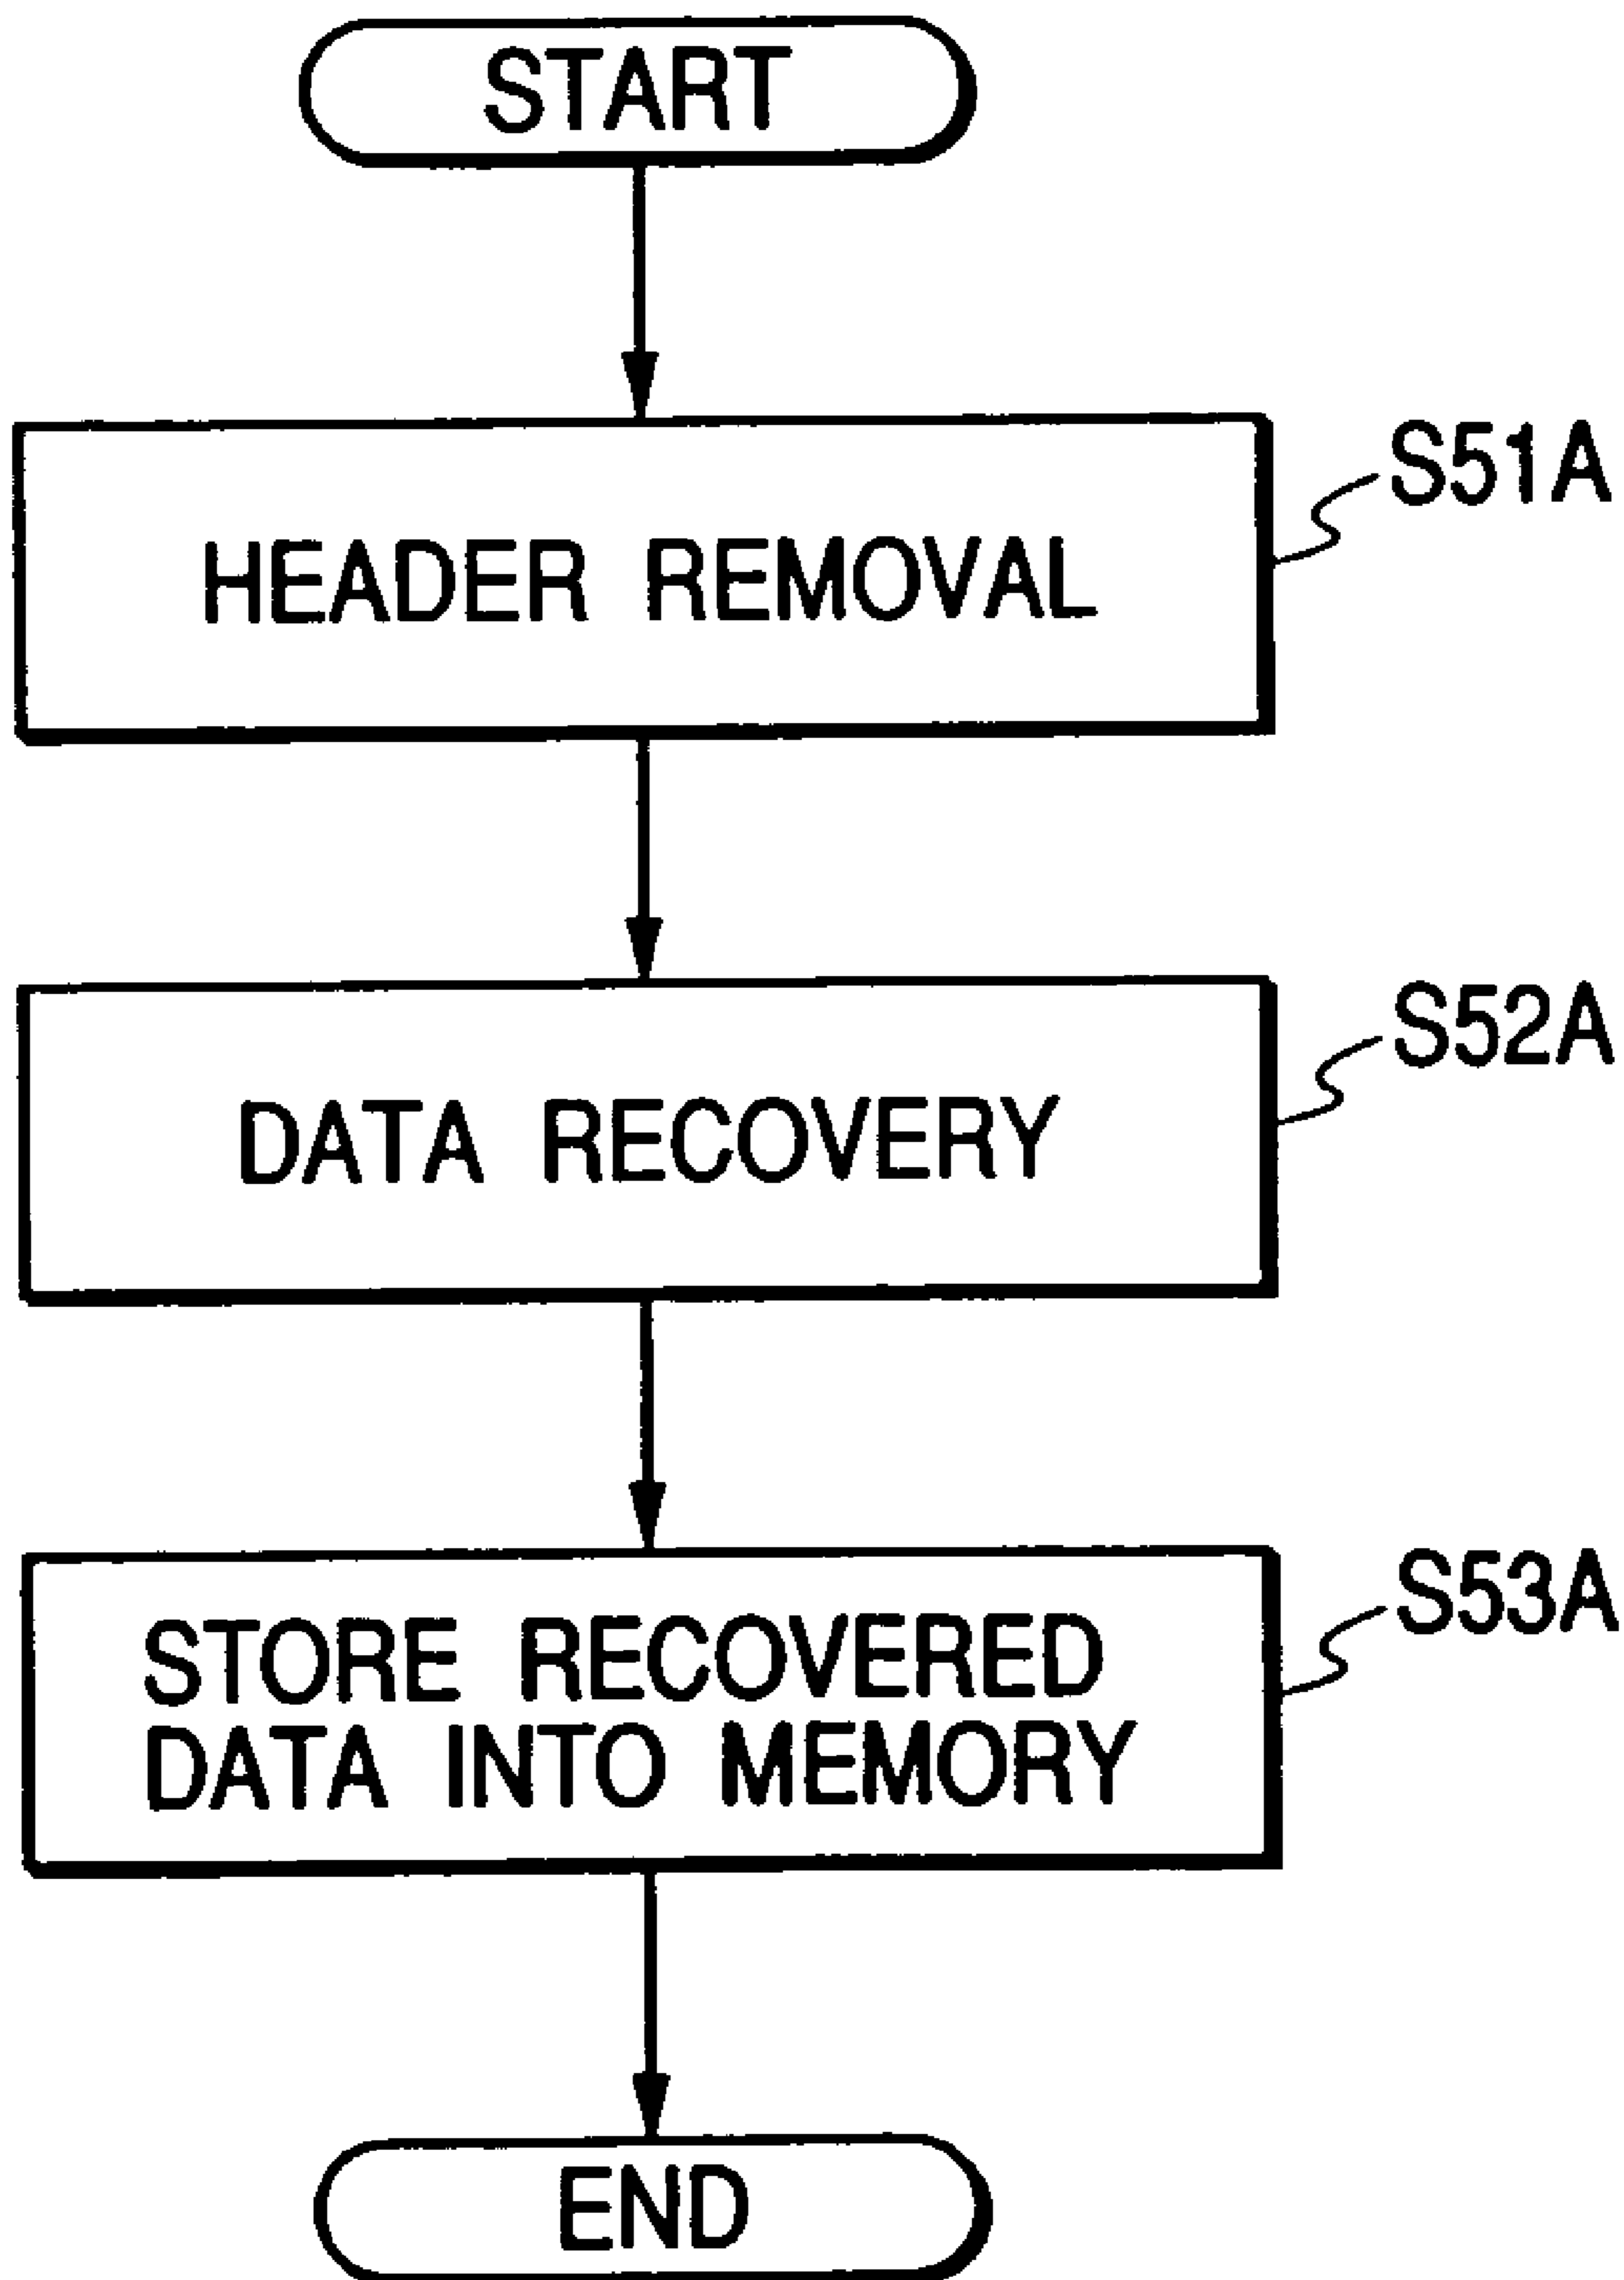 START
S51A
HEADER REMOVAL
S52A
DATA RECOVERY
S53A
STORE RECOVERED
DATA INTO MEMORY
END